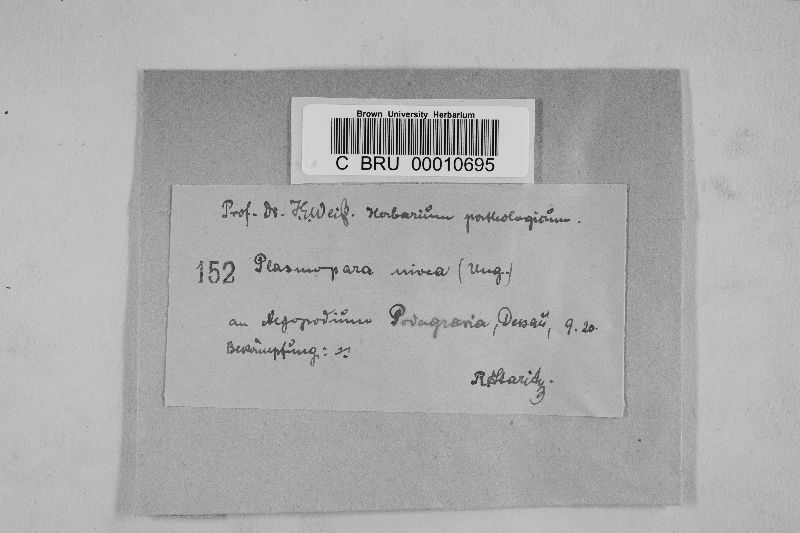 Brown University Herbarium
C BRU 00010695
Prof. Dr. H.Weiß. Herbarium pathologicum.
152 Plasmopara nivea (Ung.)
an Aegopodium Podagraria, Dessau, 9. 20.
Bekämpfung:
R. Staritz.